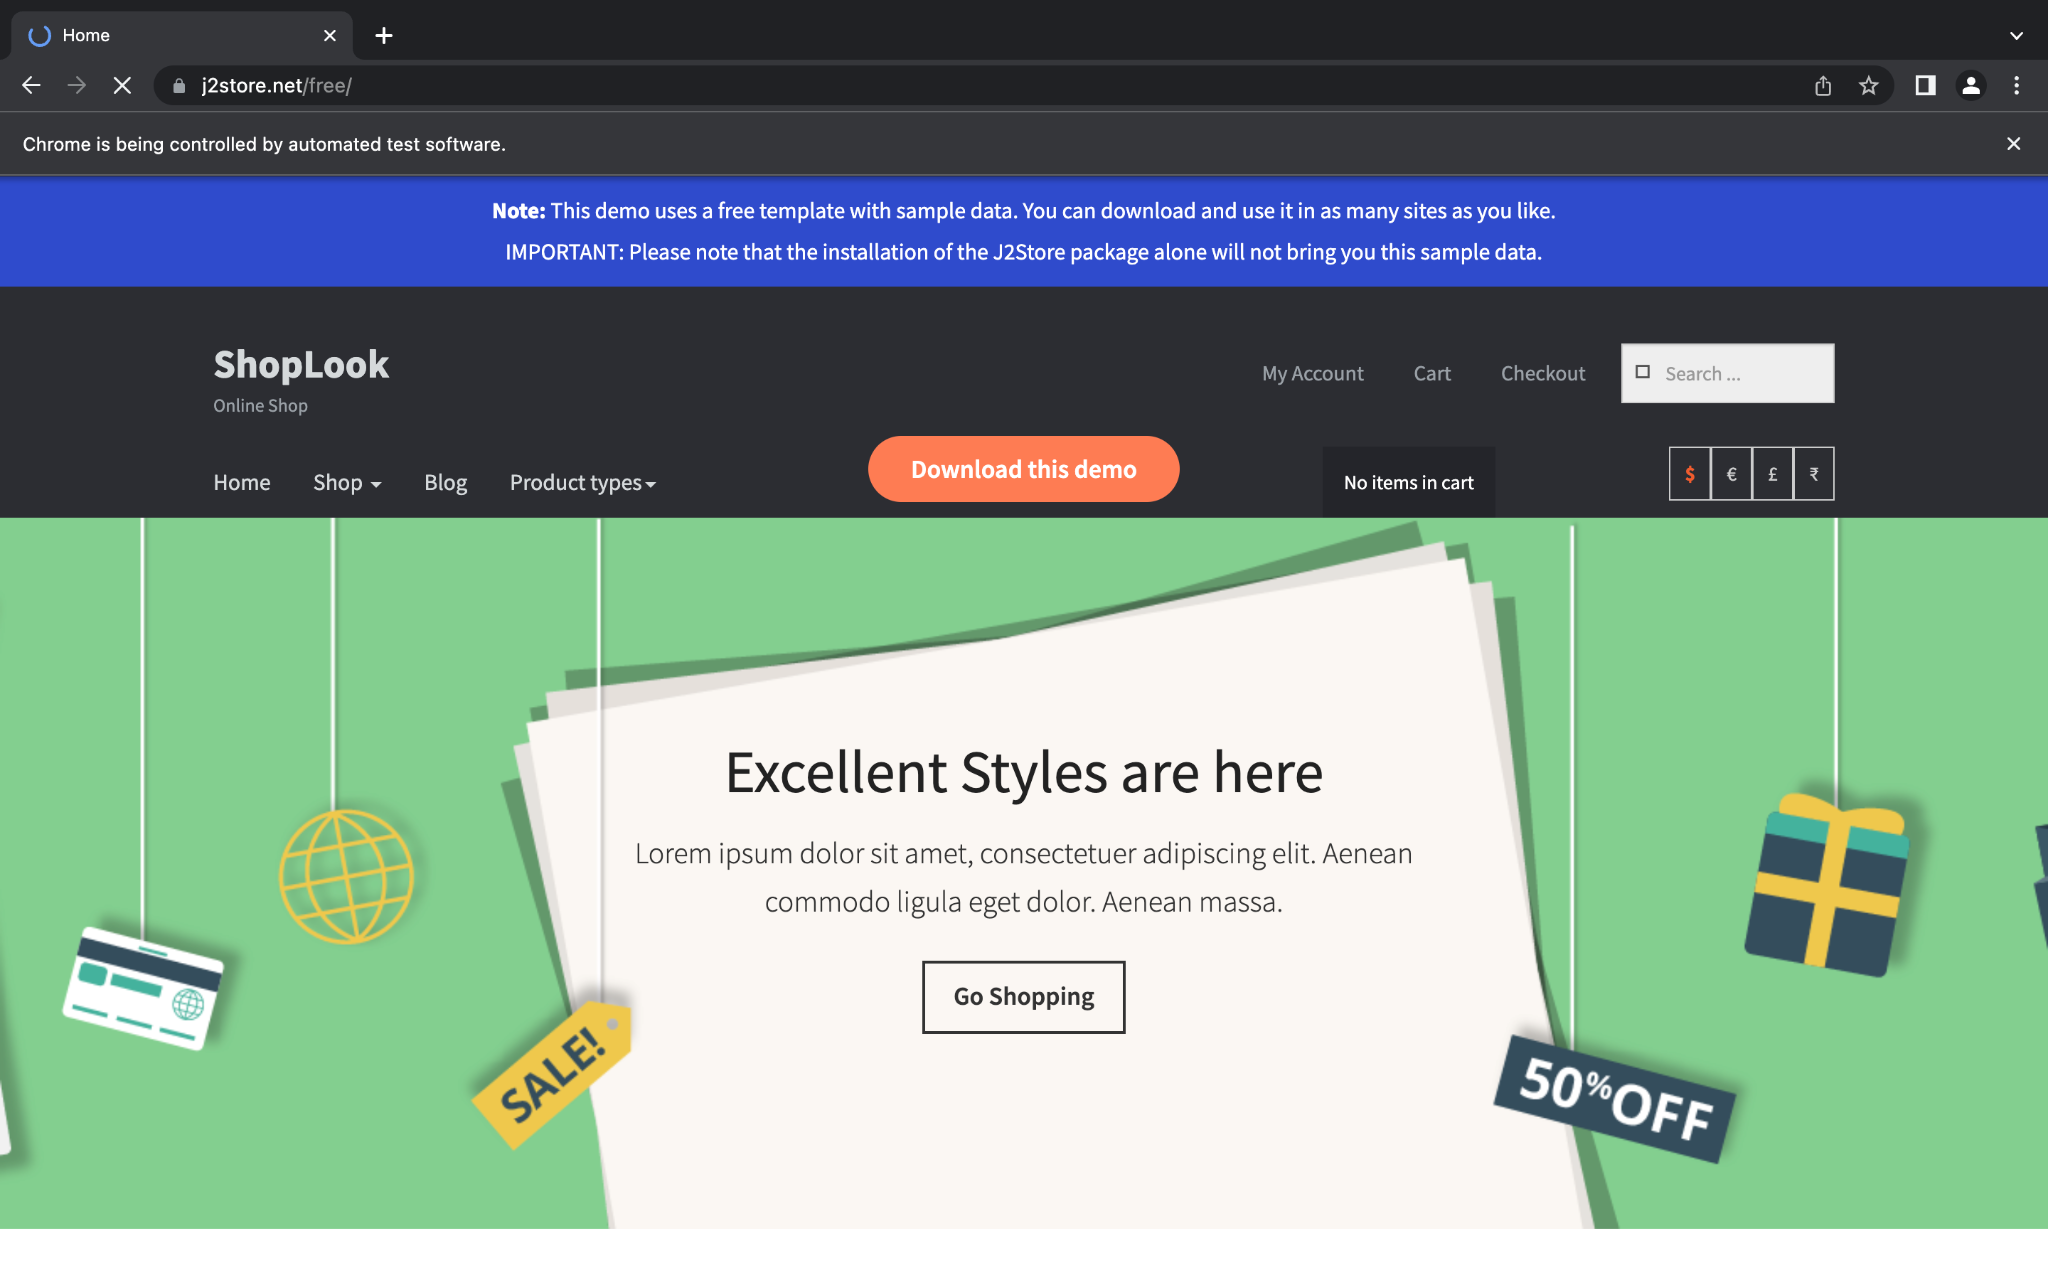 Home
j2store.net/free/
Chrome is being controlled by automated test software.
Note: This demo uses a free template with sample data. You can download and use it in as many sites as you like.
IMPORTANT: Please note that the installation of the J2Store package alone will not bring you this sample data.
ShopLook
Online Shop
My Account
Cart
Checkout
Search ...
Home
Shop
Blog
Product types
Download this demo
No items in cart
$ € £ ₹
Excellent Styles are here
Lorem ipsum dolor sit amet, consectetuer adipiscing elit. Aenean
commodo ligula eget dolor. Aenean massa.
Go Shopping
SALE!
50%OFF